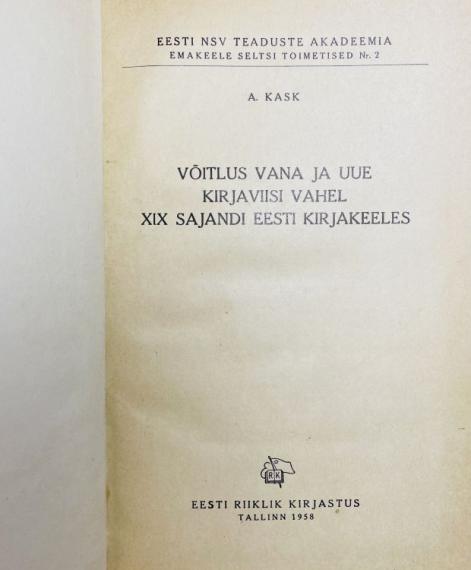 EESTI NSV TEADUSTE AKADEEMIA
EMAKEELE SELTSI TOIMETISED Nr. 2
A. KASK
VÕITLUS VANA JA UUE
KIRJAVIISI VAHEL
XIX SAJANDI EESTI KIRJAKEELES
RK
EESTI RIIKLIK KIRJASTUS
TALLINN 1958